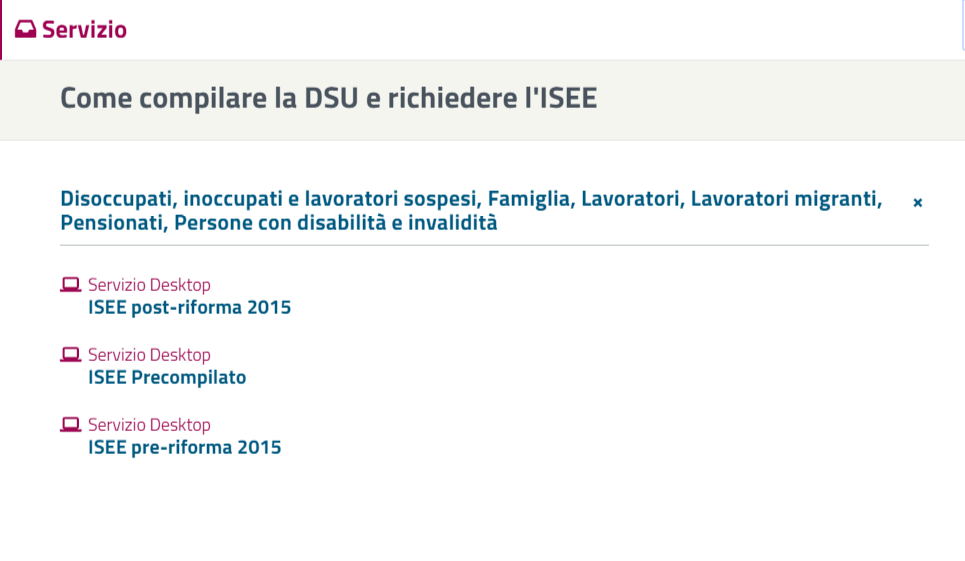 Servizio
Come compilare la DSU e richiedere l'ISEE
Disoccupati, inoccupati e lavoratori sospesi, Famiglia, Lavoratori, Lavoratori migranti,
Pensionati, Persone con disabilità e invalidità
Servizio Desktop
ISEE post-riforma 2015
Servizio Desktop
ISEE Precompilato
Servizio Desktop
ISEE pre-riforma 2015